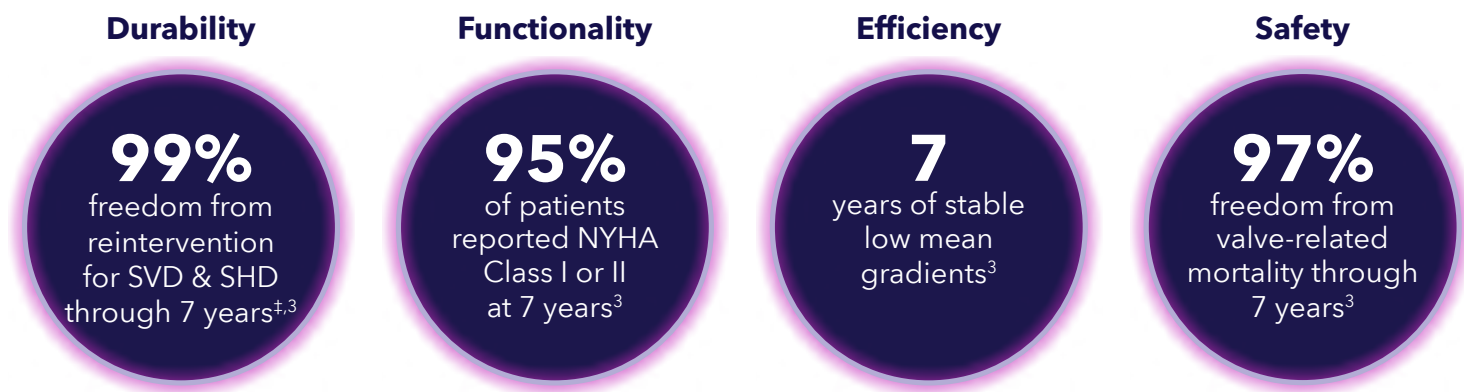 Durability
99%
freedom from
reintervention
for SVD & SHD
through 7 years‡,3
Functionality
95%
of patients
reported NYHA
Class I or II
at 7 years3
Efficiency
7
years of stable
low mean
gradients3
Safety
97%
freedom from
valve-related
mortality through
7 years3